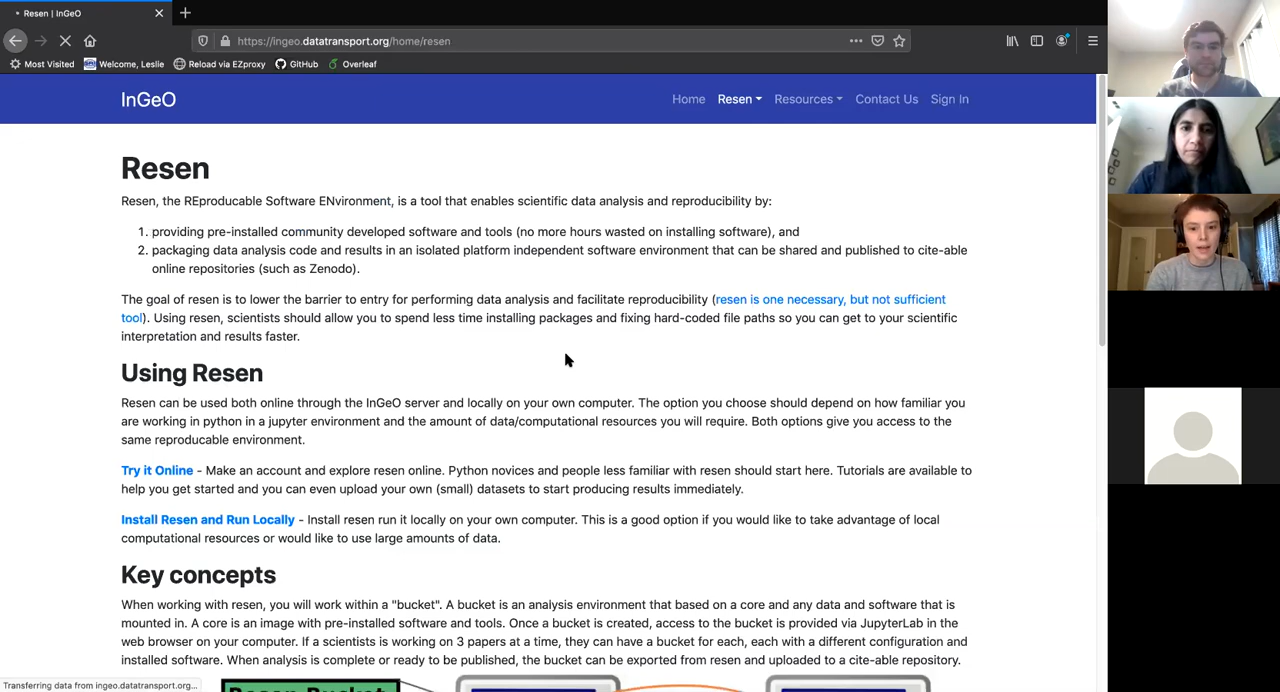 Resen | InGeO
https://ingeo.datatransport.org/home/resen
Most Visited Welcome, Leslie Reload via EZproxy GitHub Overleaf
InGeO Home Resen Resources Contact Us Sign In
Resen
Resen, the REproducable Software ENvironment, is a tool that enables scientific data analysis and reproducibility by:
1. providing pre-installed community developed software and tools (no more hours wasted on installing software), and
2. packaging data analysis code and results in an isolated platform independent software environment that can be shared and published to cite-able
online repositories (such as Zenodo).
The goal of resen is to lower the barrier to entry for performing data analysis and facilitate reproducibility (resen is one necessary, but not sufficient
tool). Using resen, scientists should allow you to spend less time installing packages and fixing hard-coded file paths so you can get to your scientific
interpretation and results faster.
Using Resen
Resen can be used both online through the InGeO server and locally on your own computer. The option you choose should depend on how familiar you
are working in python in a jupyter environment and the amount of data/computational resources you will require. Both options give you access to the
same reproducable environment.
Try it Online - Make an account and explore resen online. Python novices and people less familiar with resen should start here. Tutorials are available to
help you get started and you can even upload your own (small) datasets to start producing results immediately.
Install Resen and Run Locally - Install resen run it locally on your own computer. This is a good option if you would like to take advantage of local
computational resources or would like to use large amounts of data.
Key concepts
When working with resen, you will work within a "bucket". A bucket is an analysis environment that based on a core and any data and software that is
mounted in. A core is an image with pre-installed software and tools. Once a bucket is created, access to the bucket is provided via JupyterLab in the
web browser on your computer. If a scientists is working on 3 papers at a time, they can have a bucket for each, each with a different configuration and
installed software. When analysis is complete or ready to be published, the bucket can be exported from resen and uploaded to a cite-able repository.
Resen Bucket
Transferring data from ingeo.datatransport.org...